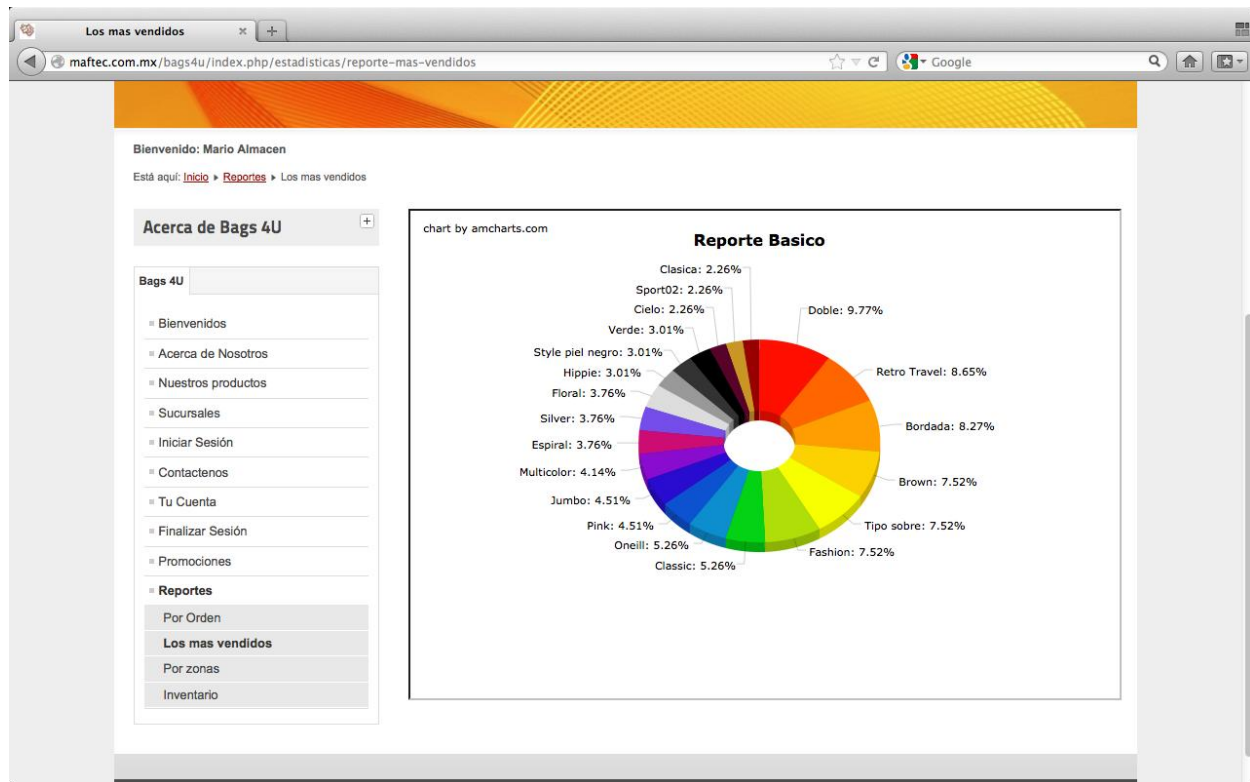 Los mas vendidos
maftec.com.mx/bags4u/index.php/estadisticas/reporte-mas-vendidos
Google
Bienvenido: Mario Almacen
Está aquí: Inicio ▸ Reportes ▸ Los mas vendidos
Acerca de Bags 4U
Bags 4U
Bienvenidos
Acerca de Nosotros
Nuestros productos
Sucursales
Iniciar Sesión
Contactenos
Tu Cuenta
Finalizar Sesión
Promociones
Reportes
Por Orden
Los mas vendidos
Por zonas
Inventario
chart by amcharts.com
Reporte Basico
Clasica: 2.26%
Sport02: 2.26%
Cielo: 2.26%
Verde: 3.01%
Style piel negro: 3.01%
Hippie: 3.01%
Floral: 3.76%
Silver: 3.76%
Espiral: 3.76%
Multicolor: 4.14%
Jumbo: 4.51%
Pink: 4.51%
Oneill: 5.26%
Classic: 5.26%
Doble: 9.77%
Retro Travel: 8.65%
Bordada: 8.27%
Brown: 7.52%
Tipo sobre: 7.52%
Fashion: 7.52%